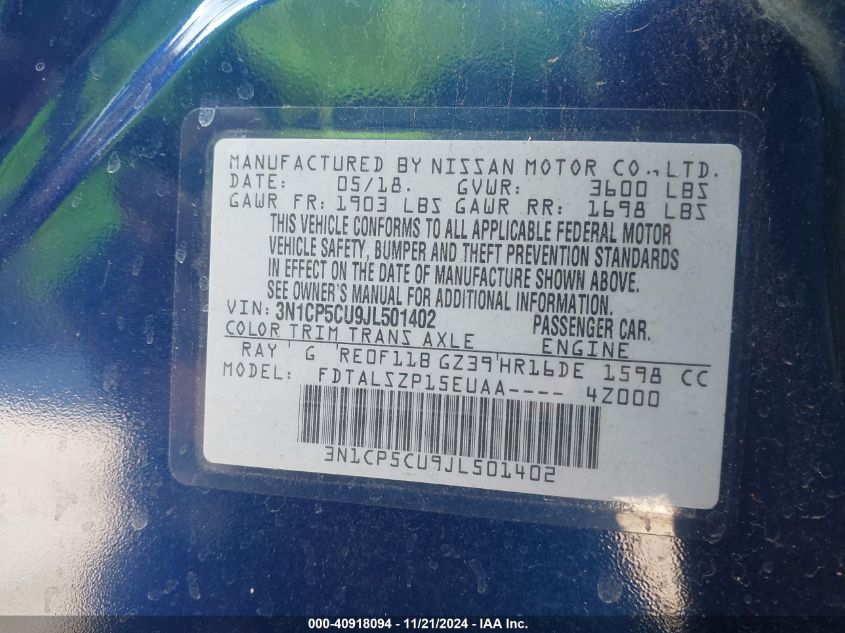 MANUFACTURED BY NISSAN MOTOR CO., LTD.
DATE: 05/18. GVWR: 3600 LBS
GAWR FR: 1903 LBS GAWR RR: 1698 LBS
THIS VEHICLE CONFORMS TO ALL APPLICABLE FEDERAL MOTOR
VEHICLE SAFETY, BUMPER AND THEFT PREVENTION STANDARDS
IN EFFECT ON THE DATE OF MANUFACTURE SHOWN ABOVE.
SEE OWNER'S MANUAL FOR ADDITIONAL INFORMATION.
VIN: 3N1CP5CU9JL501402 PASSENGER CAR.
COLOR TRIM TRANS AXLE ENGINE
RAY G RE0F11B GZ39 HR16DE 1598 CC
MODEL: FDTALSZP15EUAA---- 4Z000
3N1CP5CU9JL501402
000-40918094 - 11/21/2024 - IAA Inc.